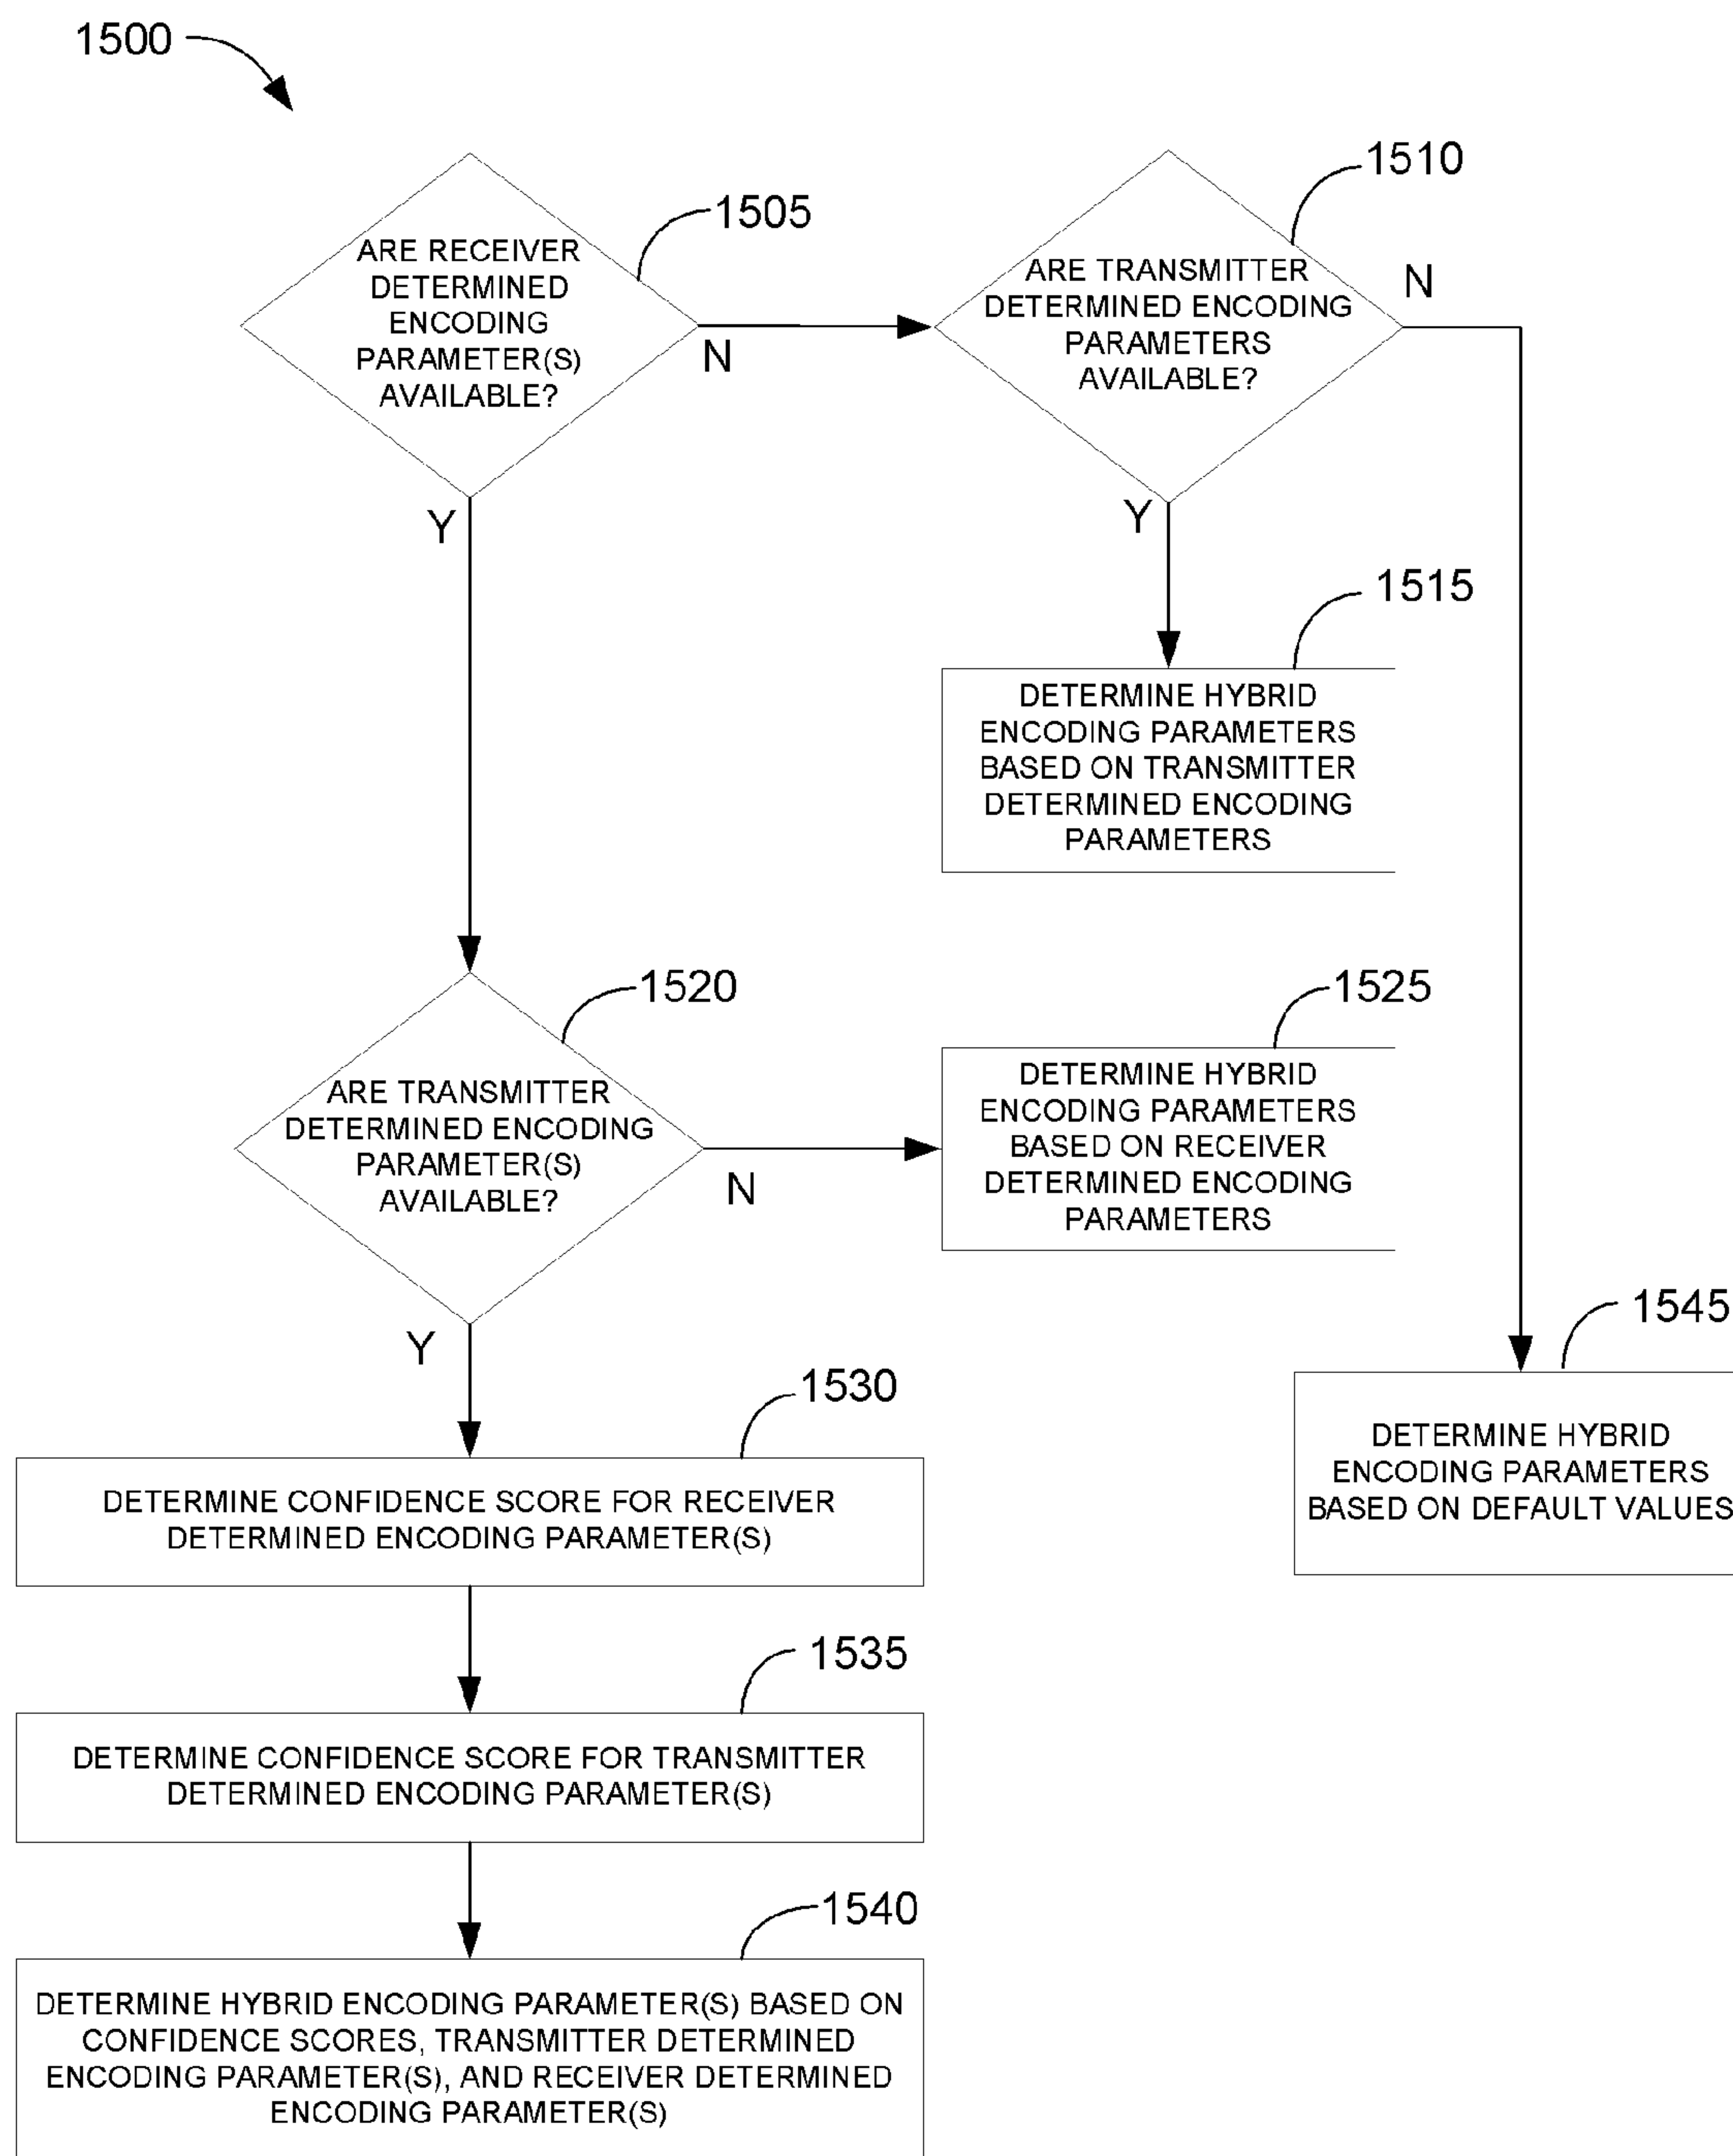 1500
1505
ARE RECEIVER
DETERMINED
ENCODING
PARAMETER(S)
AVAILABLE?
N
Y
1510
ARE TRANSMITTER
DETERMINED ENCODING
PARAMETERS
AVAILABLE?
N
Y
1515
DETERMINE HYBRID
ENCODING PARAMETERS
BASED ON TRANSMITTER
DETERMINED ENCODING
PARAMETERS
1520
ARE TRANSMITTER
DETERMINED ENCODING
PARAMETER(S)
AVAILABLE?
N
Y
1525
DETERMINE HYBRID
ENCODING PARAMETERS
BASED ON RECEIVER
DETERMINED ENCODING
PARAMETERS
1545
DETERMINE HYBRID
ENCODING PARAMETERS
BASED ON DEFAULT VALUES
1530
DETERMINE CONFIDENCE SCORE FOR RECEIVER
DETERMINED ENCODING PARAMETER(S)
1535
DETERMINE CONFIDENCE SCORE FOR TRANSMITTER
DETERMINED ENCODING PARAMETER(S)
1540
DETERMINE HYBRID ENCODING PARAMETER(S) BASED ON
CONFIDENCE SCORES, TRANSMITTER DETERMINED
ENCODING PARAMETER(S), AND RECEIVER DETERMINED
ENCODING PARAMETER(S)